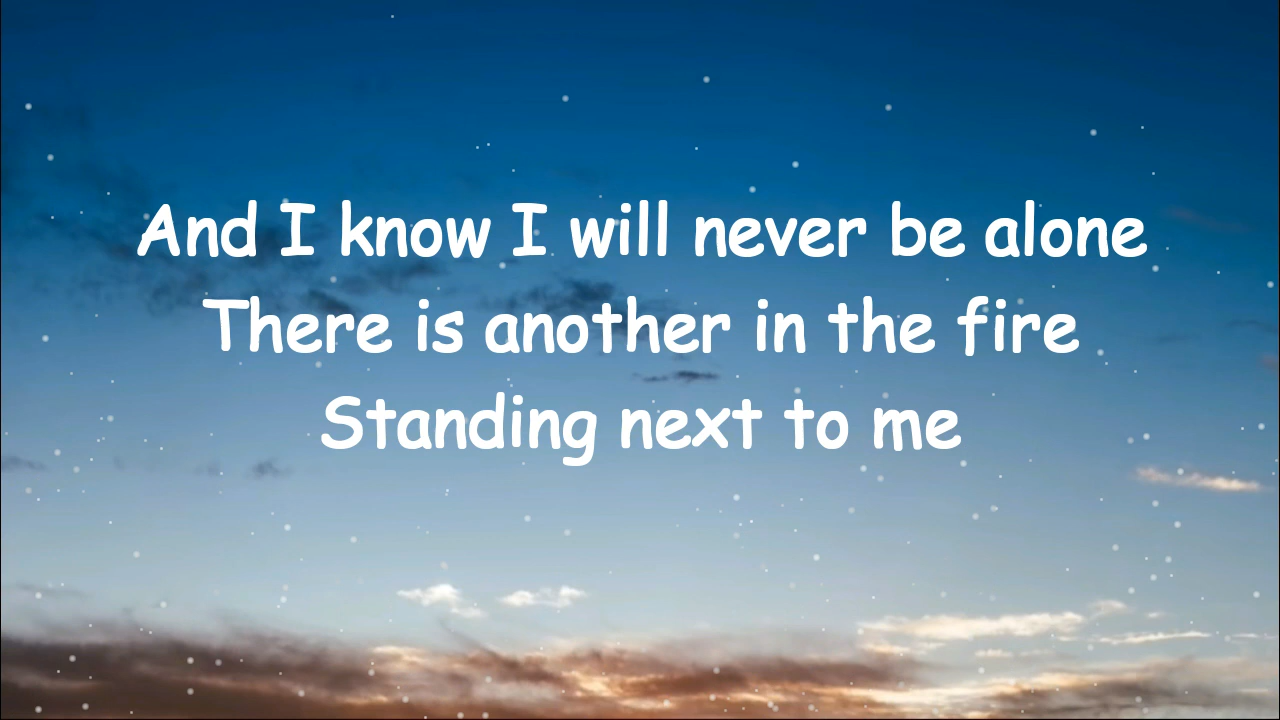 And I know I will never be alone
There is another in the fire
Standing next to me